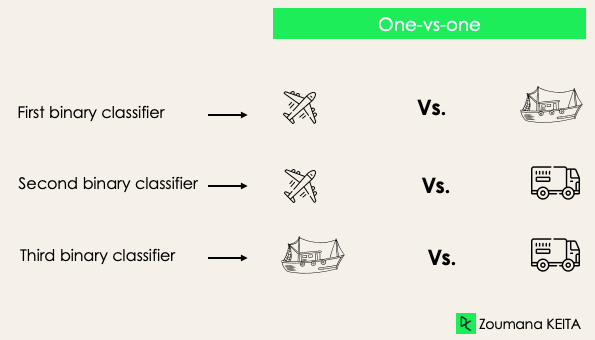 One-vs-one
First binary classifier Vs.
Second binary classifier Vs.
Third binary classifier Vs.
Zoumana KEITA